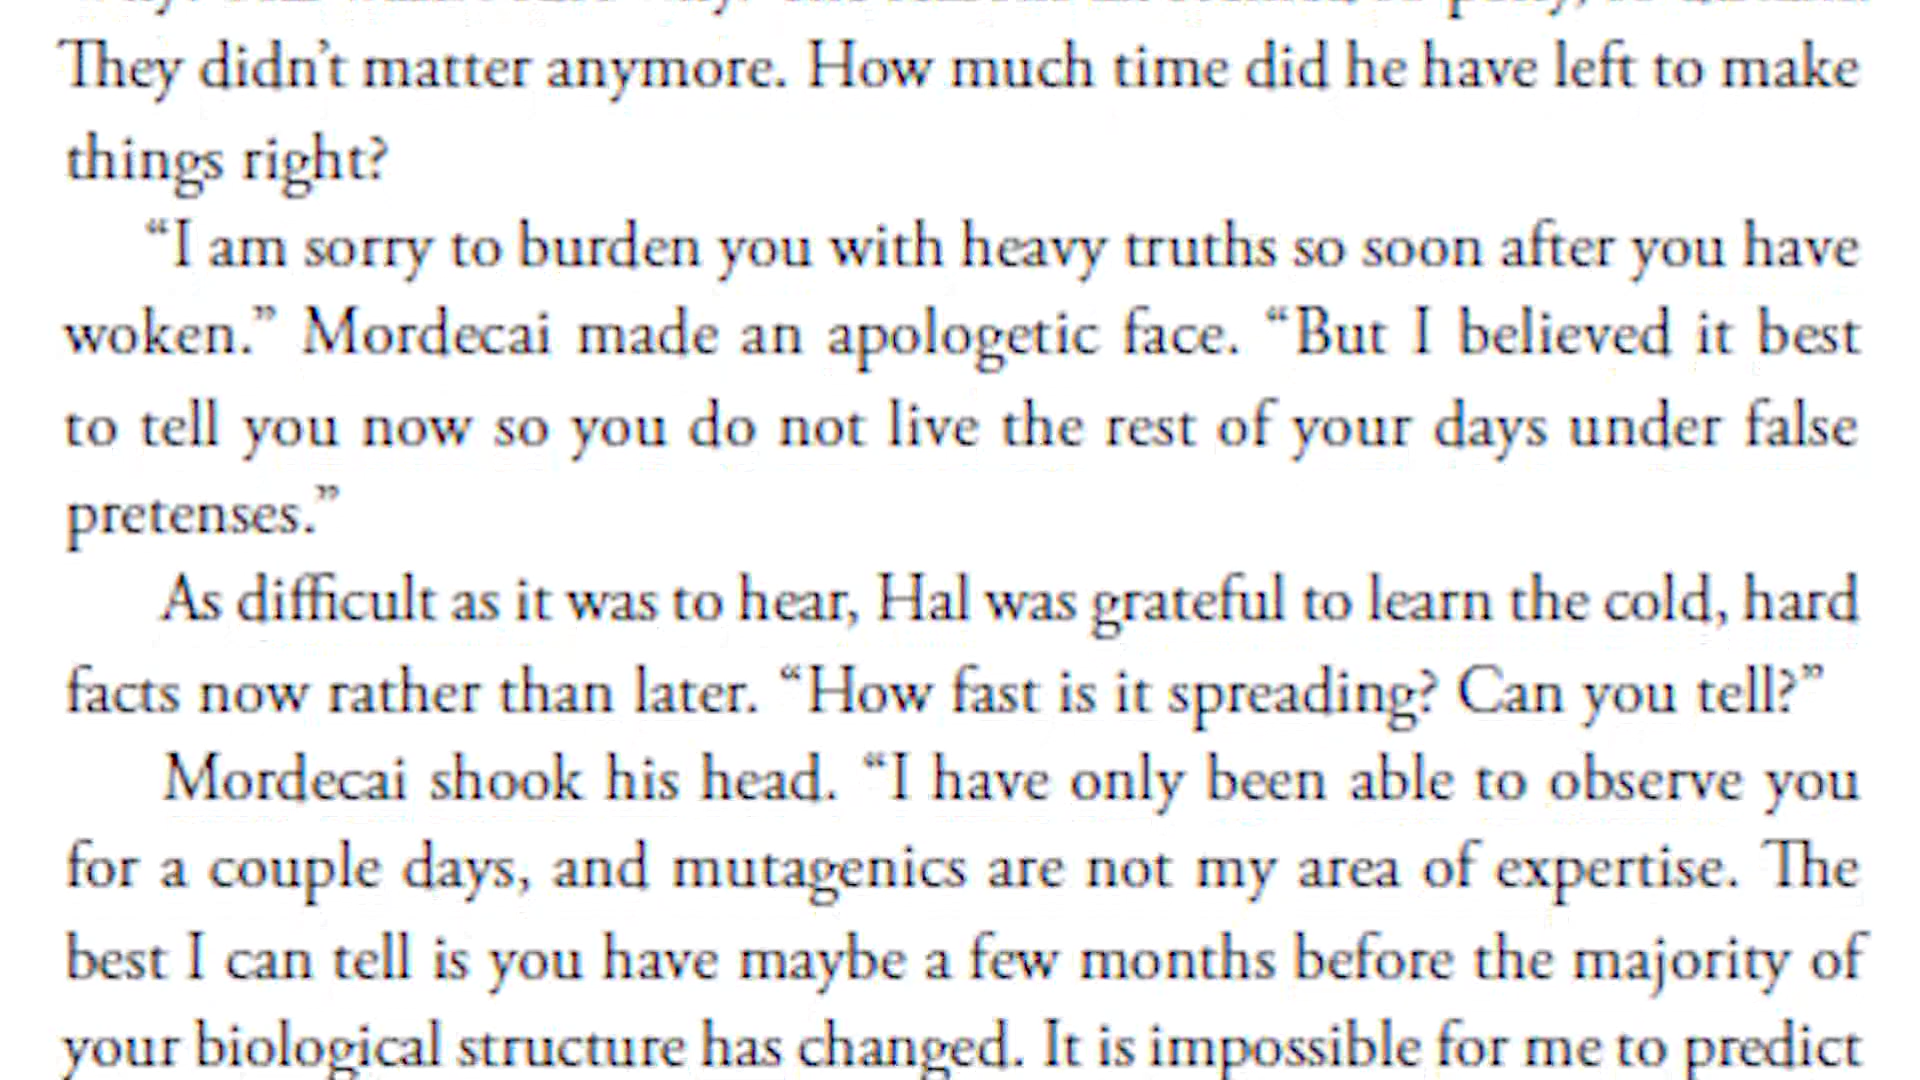 They didn’t matter anymore. How much time did he have left to make
things right?
“I am sorry to burden you with heavy truths so soon after you have
woken.” Mordecai made an apologetic face. “But I believed it best
to tell you now so you do not live the rest of your days under false
pretenses.”
As difficult as it was to hear, Hal was grateful to learn the cold, hard
facts now rather than later. “How fast is it spreading? Can you tell?”
Mordecai shook his head. “I have only been able to observe you
for a couple days, and mutagenics are not my area of expertise. The
best I can tell is you have maybe a few months before the majority of
your biological structure has changed. It is impossible for me to predict